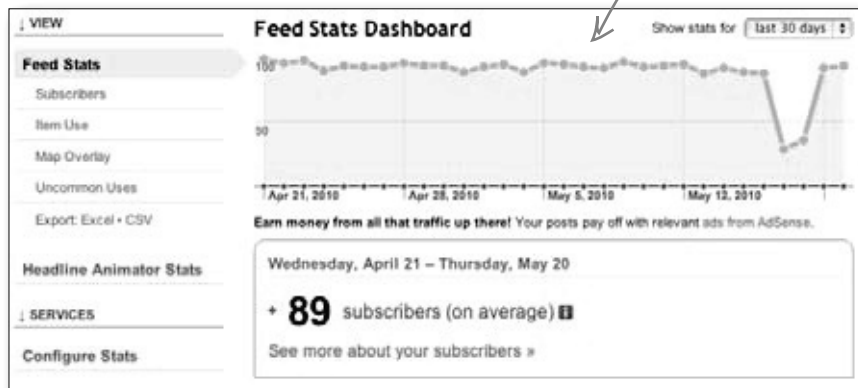 ↓ VIEW
Feed Stats
Subscribers
Item Use
Map Overlay
Uncommon Uses
Export: Excel • CSV
Headline Animator Stats
↓ SERVICES
Configure Stats
Feed Stats Dashboard
Show stats for last 30 days
100
50
Apr 21, 2010 Apr 28, 2010 May 5, 2010 May 12, 2010
Earn money from all that traffic up there! Your posts pay off with relevant ads from AdSense.
Wednesday, April 21 – Thursday, May 20
• 89 subscribers (on average)
See more about your subscribers »